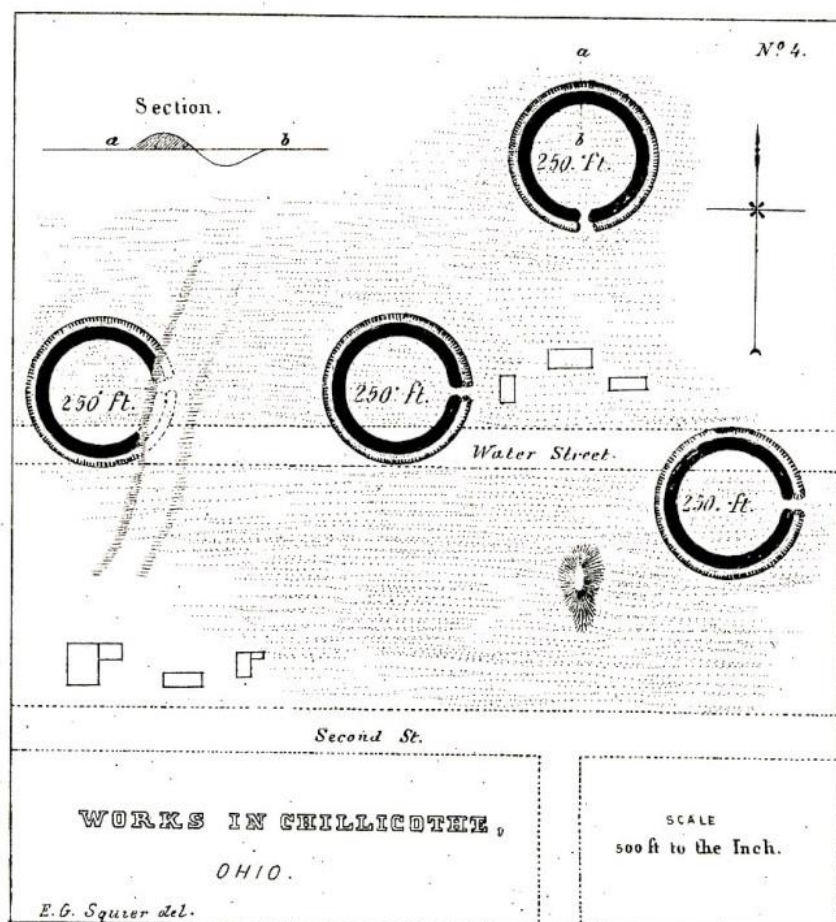 a
Nº 4.
Section.
a b
b
250. ft.
250 ft.
250. ft.
Water Street.
250. ft.
Second St.
WORKS IN CHILLICOTHE,
OHIO.
SCALE
500 ft to the Inch.
E.G. Squier del.